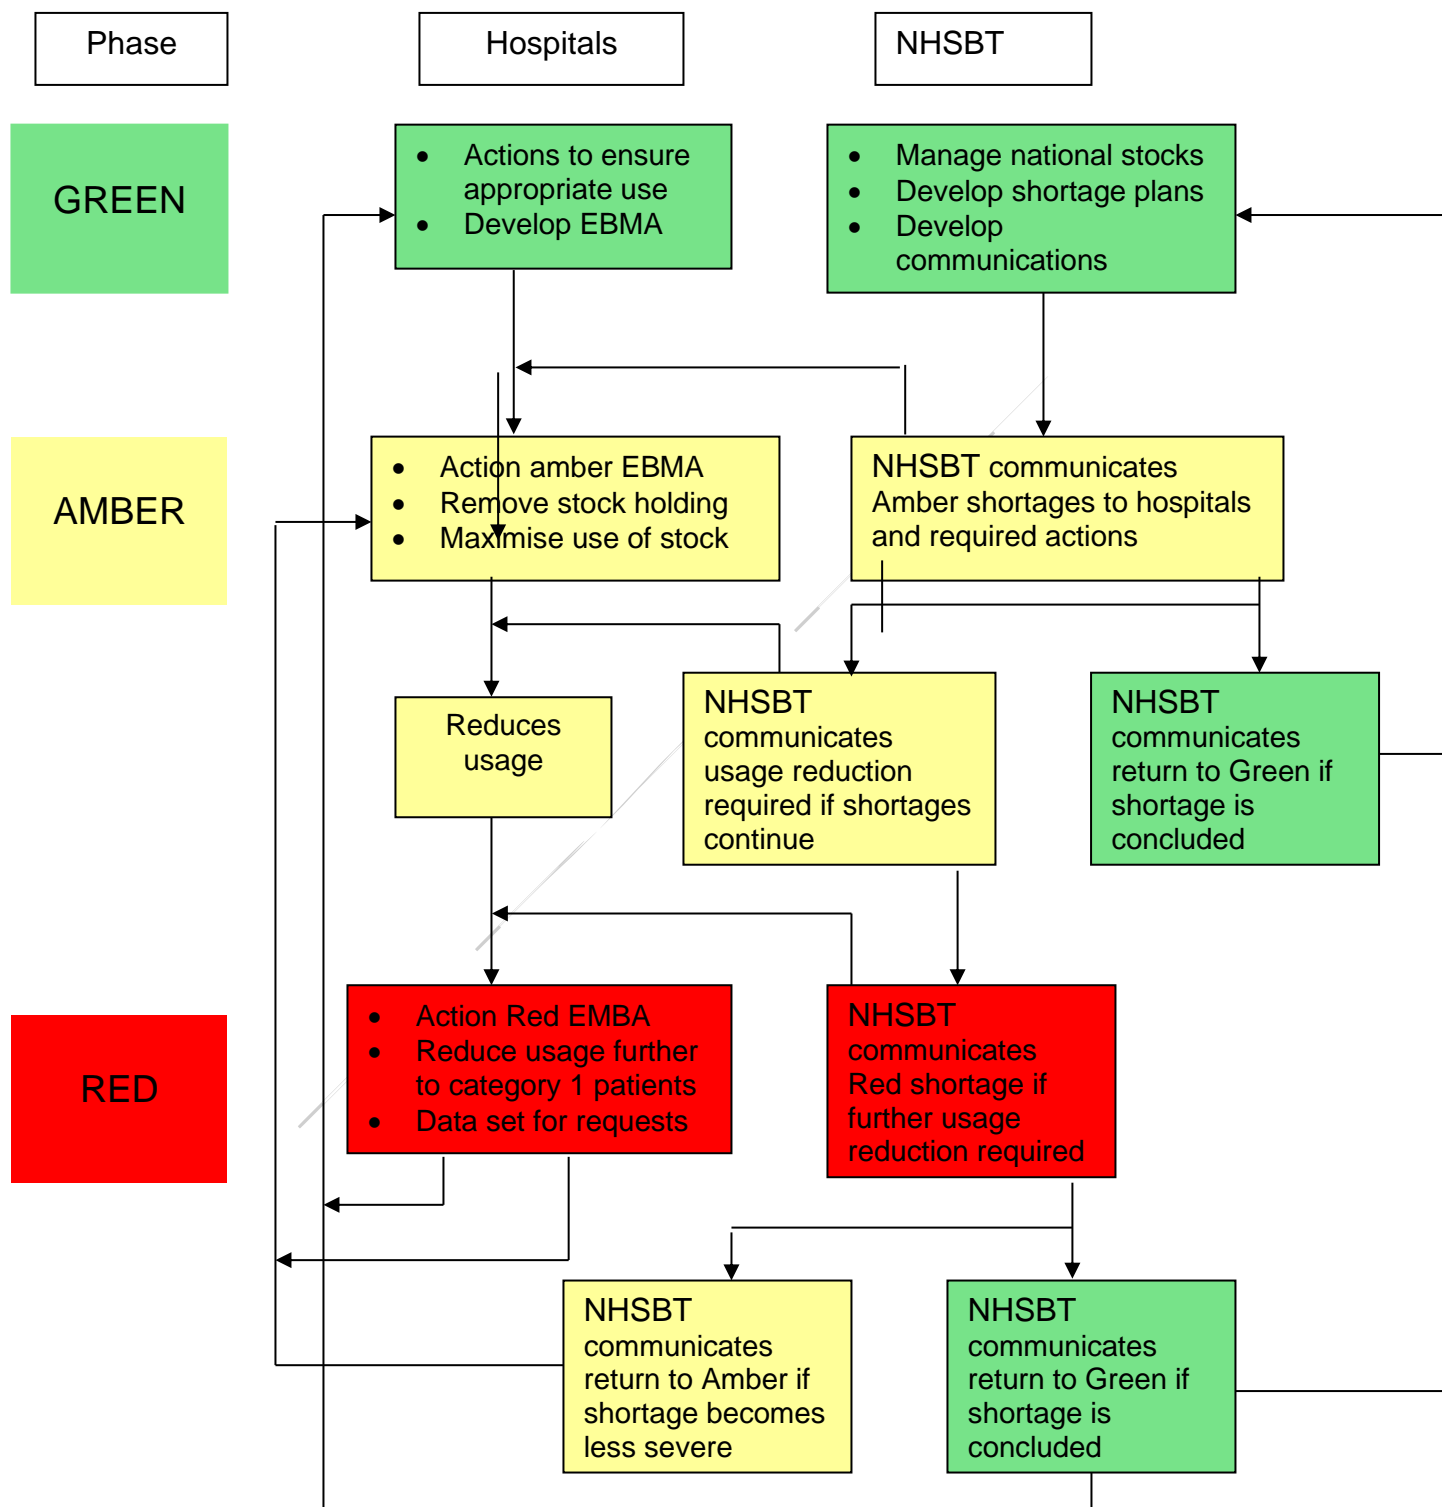 Phase
Hospitals
NHSBT
GREEN
• Actions to ensure
appropriate use
• Develop EBMA
• Manage national stocks
• Develop shortage plans
• Develop
communications
AMBER
• Action amber EBMA
• Remove stock holding
• Maximise use of stock
NHSBT communicates
Amber shortages to hospitals
and required actions
Reduces
usage
NHSBT
communicates
usage reduction
required if shortages
continue
NHSBT
communicates
return to Green if
shortage is
concluded
RED
• Action Red EMBA
• Reduce usage further
to category 1 patients
• Data set for requests
NHSBT
communicates
Red shortage if
further usage
reduction required
NHSBT
communicates
return to Amber if
shortage becomes
less severe
NHSBT
communicates
return to Green if
shortage is
concluded